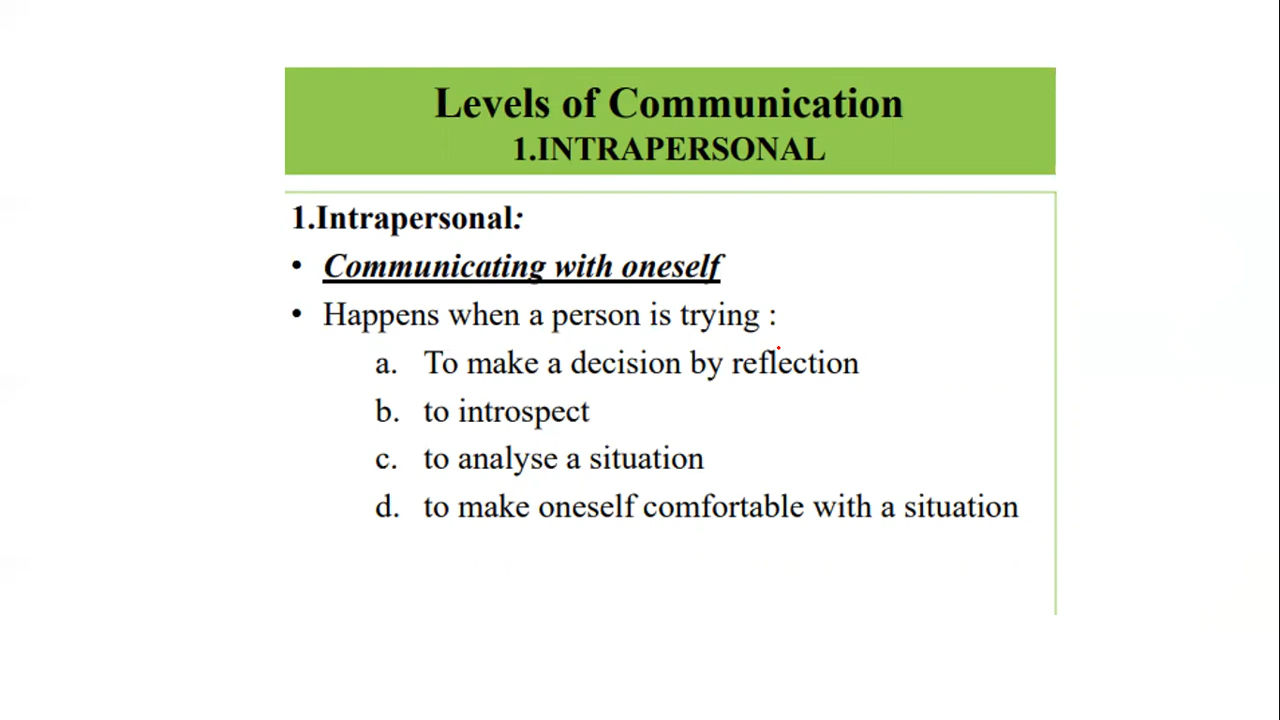 Levels of Communication
1.INTRAPERSONAL
1.Intrapersonal:
• Communicating with oneself
• Happens when a person is trying :
a. To make a decision by reflection
b. to introspect
c. to analyse a situation
d. to make oneself comfortable with a situation